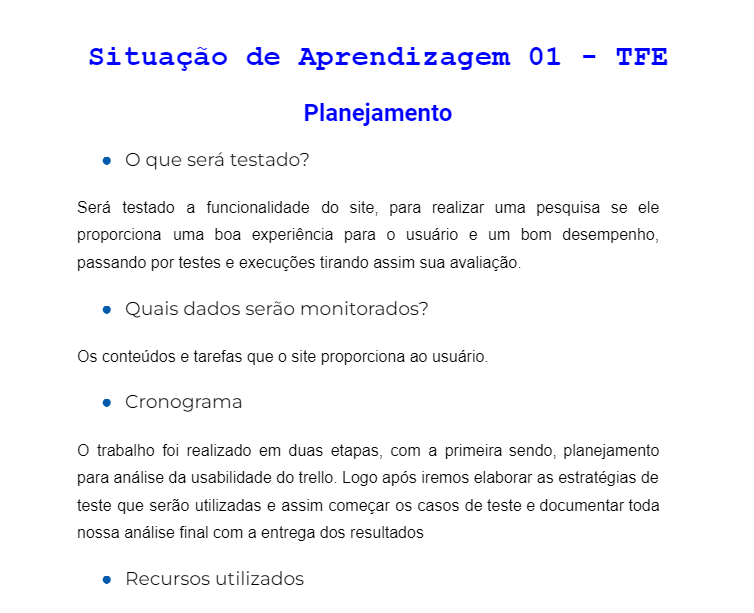 Situação de Aprendizagem 01 - TFE
Planejamento
● O que será testado?
Será testado a funcionalidade do site, para realizar uma pesquisa se ele
proporciona uma boa experiência para o usuário e um bom desempenho,
passando por testes e execuções tirando assim sua avaliação.
● Quais dados serão monitorados?
Os conteúdos e tarefas que o site proporciona ao usuário.
● Cronograma
O trabalho foi realizado em duas etapas, com a primeira sendo, planejamento
para análise da usabilidade do trello. Logo após iremos elaborar as estratégias de
teste que serão utilizadas e assim começar os casos de teste e documentar toda
nossa análise final com a entrega dos resultados
● Recursos utilizados